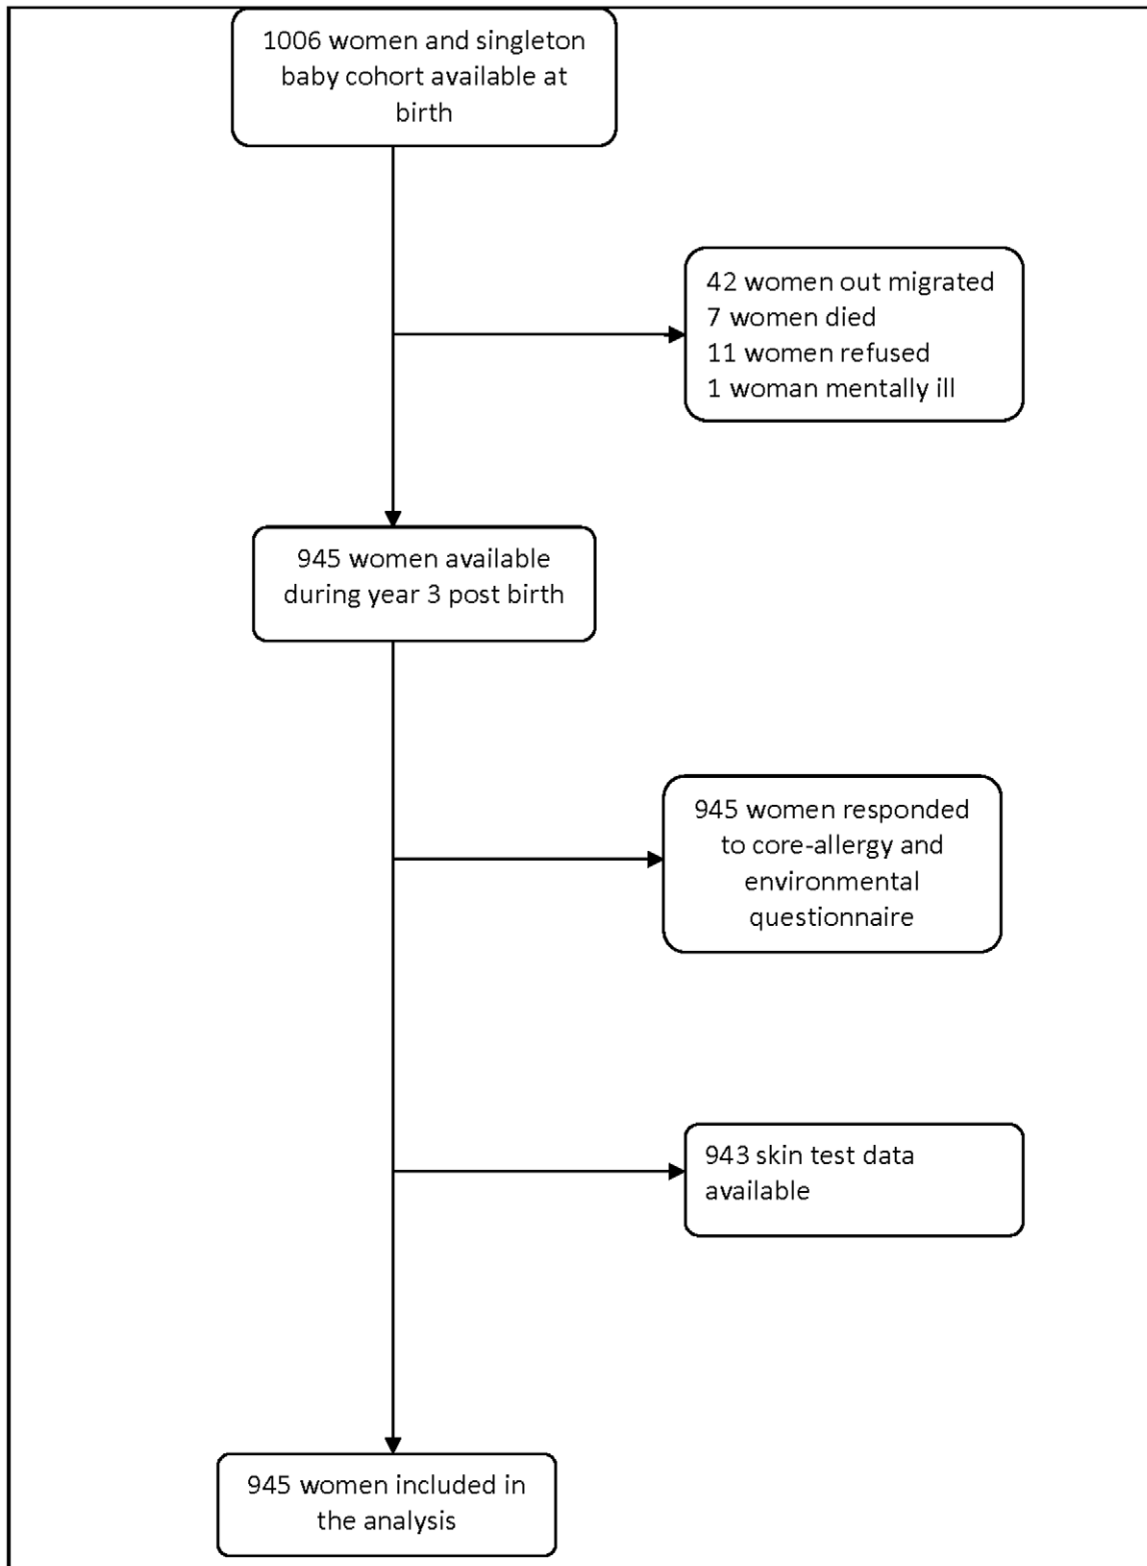 1006 women and singleton
baby cohort available at
birth
42 women out migrated
7 women died
11 women refused
1 woman mentally ill
945 women available
during year 3 post birth
945 women responded
to core-allergy and
environmental
questionnaire
943 skin test data
available
945 women included in
the analysis